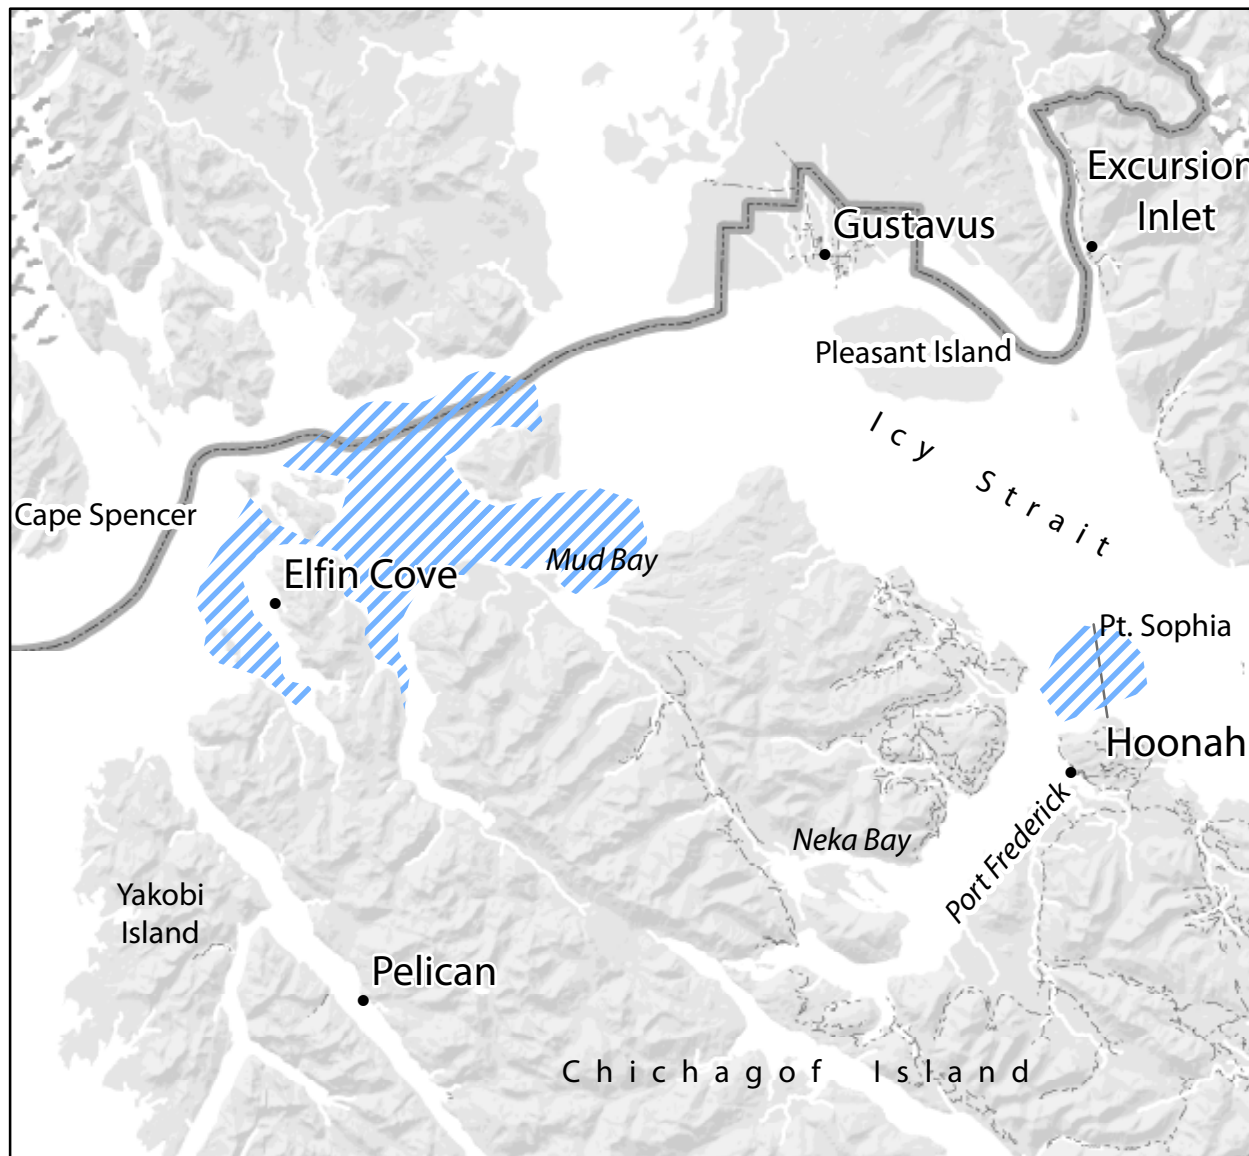 Excursion
Inlet
Gustavus
Pleasant Island
Icy Strait
Cape Spencer
Mud Bay
Elfin Cove
Pt. Sophia
Hoonah
Neka Bay
Port Frederick
Yakobi
Island
Pelican
Chichagof Island